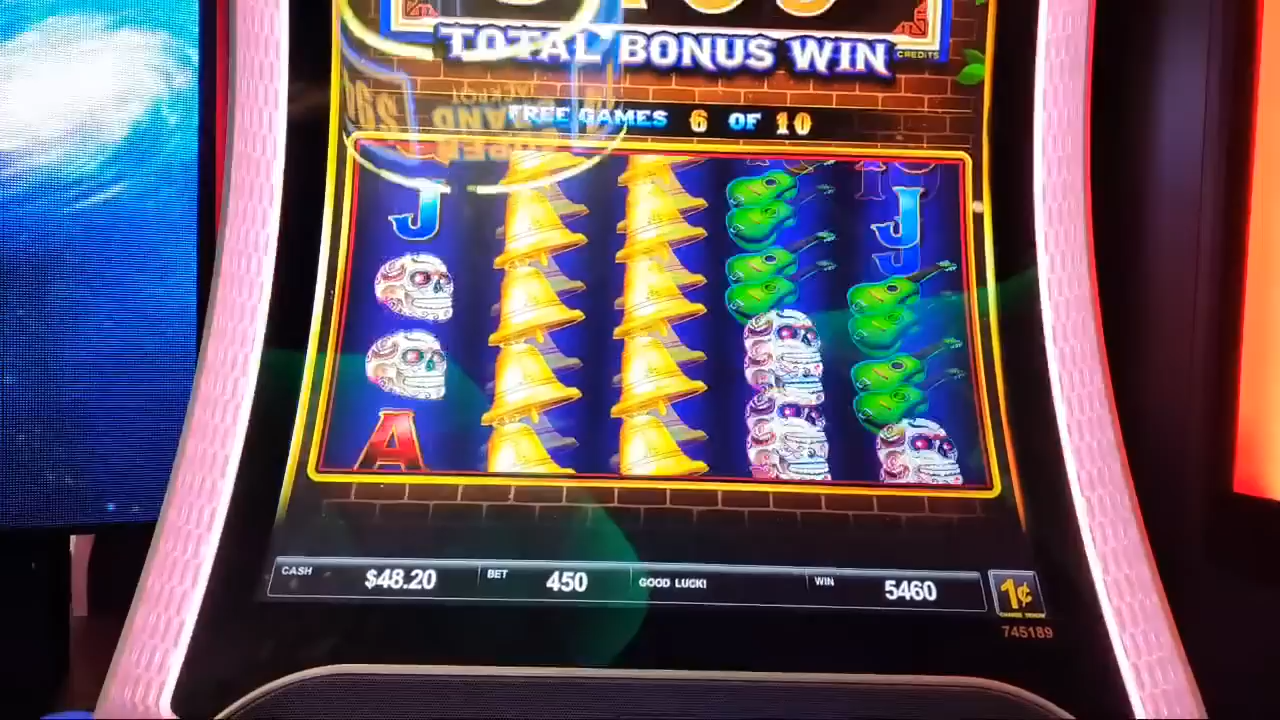 TOTAL BONUS WIN
CREDITS
FREE GAMES 6 OF 10
J
J
A
CASH $48.20 BET 450 GOOD LUCK! WIN 5460 1¢
745189